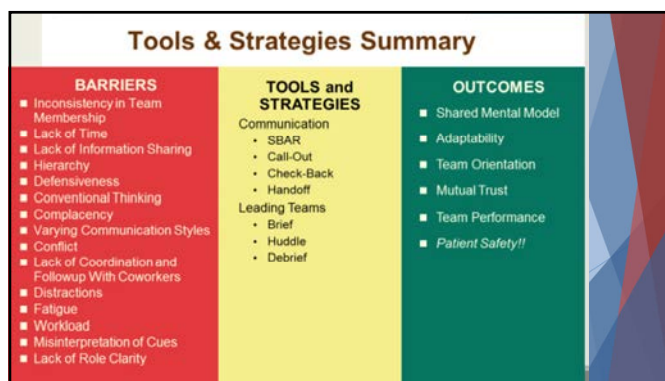 Tools & Strategies Summary
BARRIERS
Inconsistency in Team
Membership
Lack of Time
Lack of Information Sharing
Hierarchy
Defensiveness
Conventional Thinking
Complacency
Varying Communication Styles
Conflict
Lack of Coordination and
Followup With Coworkers
Distractions
Fatigue
Workload
Misinterpretation of Cues
Lack of Role Clarity
TOOLS and
STRATEGIES
Communication
SBAR
Call-Out
Check-Back
Handoff
Leading Teams
Brief
Huddle
Debrief
OUTCOMES
Shared Mental Model
Adaptability
Team Orientation
Mutual Trust
Team Performance
Patient Safety!!